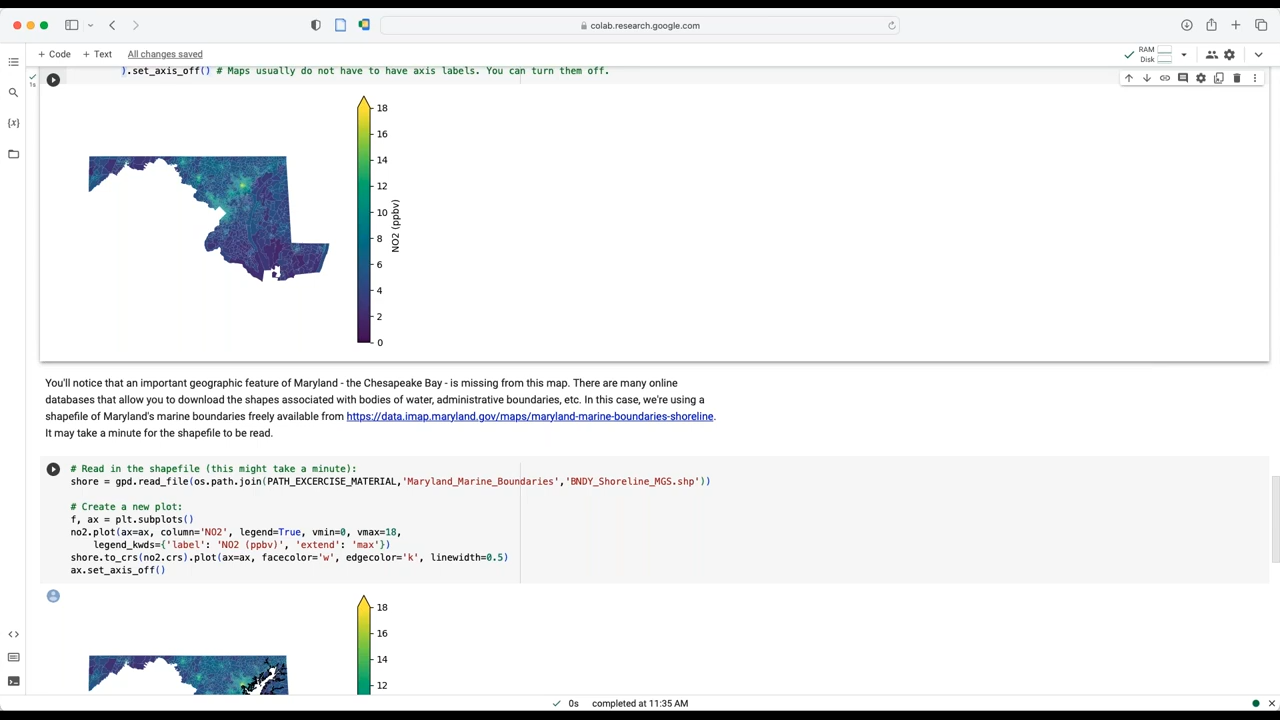 colab.research.google.com
+ Code + Text All changes saved
RAM
Disk
1s
).set_axis_off() # Maps usually do not have to have axis labels. You can turn them off.
{x}
18
16
14
12
10
8
6
4
2
0
NO2 (ppbv)
You'll notice that an important geographic feature of Maryland - the Chesapeake Bay - is missing from this map. There are many online
databases that allow you to download the shapes associated with bodies of water, administrative boundaries, etc. In this case, we're using a
shapefile of Maryland's marine boundaries freely available from https://data.imap.maryland.gov/maps/maryland-marine-boundaries-shoreline.
It may take a minute for the shapefile to be read.
# Read in the shapefile (this might take a minute):
shore = gpd.read_file(os.path.join(PATH_EXCERCISE_MATERIAL,'Maryland_Marine_Boundaries','BNDY_Shoreline_MGS.shp'))
# Create a new plot:
f, ax = plt.subplots()
no2.plot(ax=ax, column='NO2', legend=True, vmin=0, vmax=18,
legend_kwds={'label': 'NO2 (ppbv)', 'extend': 'max'})
shore.to_crs(no2.crs).plot(ax=ax, facecolor='w', edgecolor='k', linewidth=0.5)
ax.set_axis_off()
18
16
14
12
0s completed at 11:35 AM